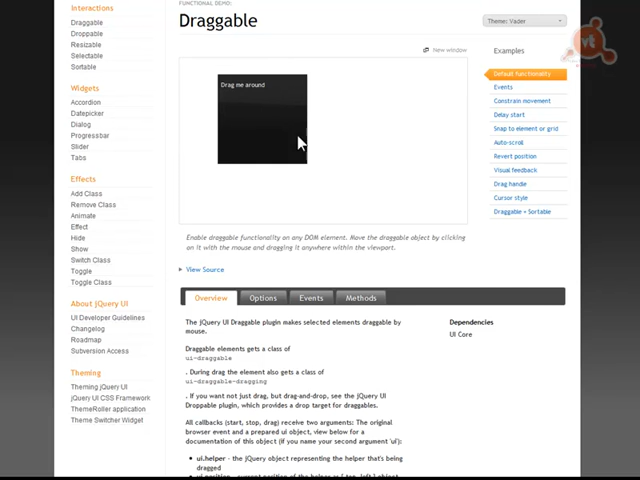 FUNCTIONAL DEMO:
Draggable
Theme: Vader
New window
Drag me around
Enable draggable functionality on any DOM element. Move the draggable object by clicking
on it with the mouse and dragging it anywhere within the viewport.
View Source
Interactions
Draggable
Droppable
Resizable
Selectable
Sortable
Widgets
Accordion
Datepicker
Dialog
Progressbar
Slider
Tabs
Effects
Add Class
Remove Class
Animate
Effect
Hide
Show
Switch Class
Toggle
Toggle Class
About jQuery UI
UI Developer Guidelines
Changelog
Roadmap
Subversion Access
Theming
Theming jQuery UI
jQuery UI CSS Framework
ThemeRoller application
Theme Switcher Widget
Examples
Default functionality
Events
Constrain movement
Delay start
Snap to element or grid
Auto-scroll
Revert position
Visual feedback
Drag handle
Cursor style
Draggable + Sortable
Overview
Options
Events
Methods
The jQuery UI Draggable plugin makes selected elements draggable by
mouse.
Draggable elements gets a class of
ui-draggable
. During drag the element also gets a class of
ui-draggable-dragging
. If you want not just drag, but drag-and-drop, see the jQuery UI
Droppable plugin, which provides a drop target for draggables.
All callbacks (start, stop, drag) receive two arguments: The original
browser event and a prepared ui object, view below for a
documentation of this object (if you name your second argument 'ui'):
ui.helper - the jQuery object representing the helper that's being
dragged
Dependencies
UI Core
vt